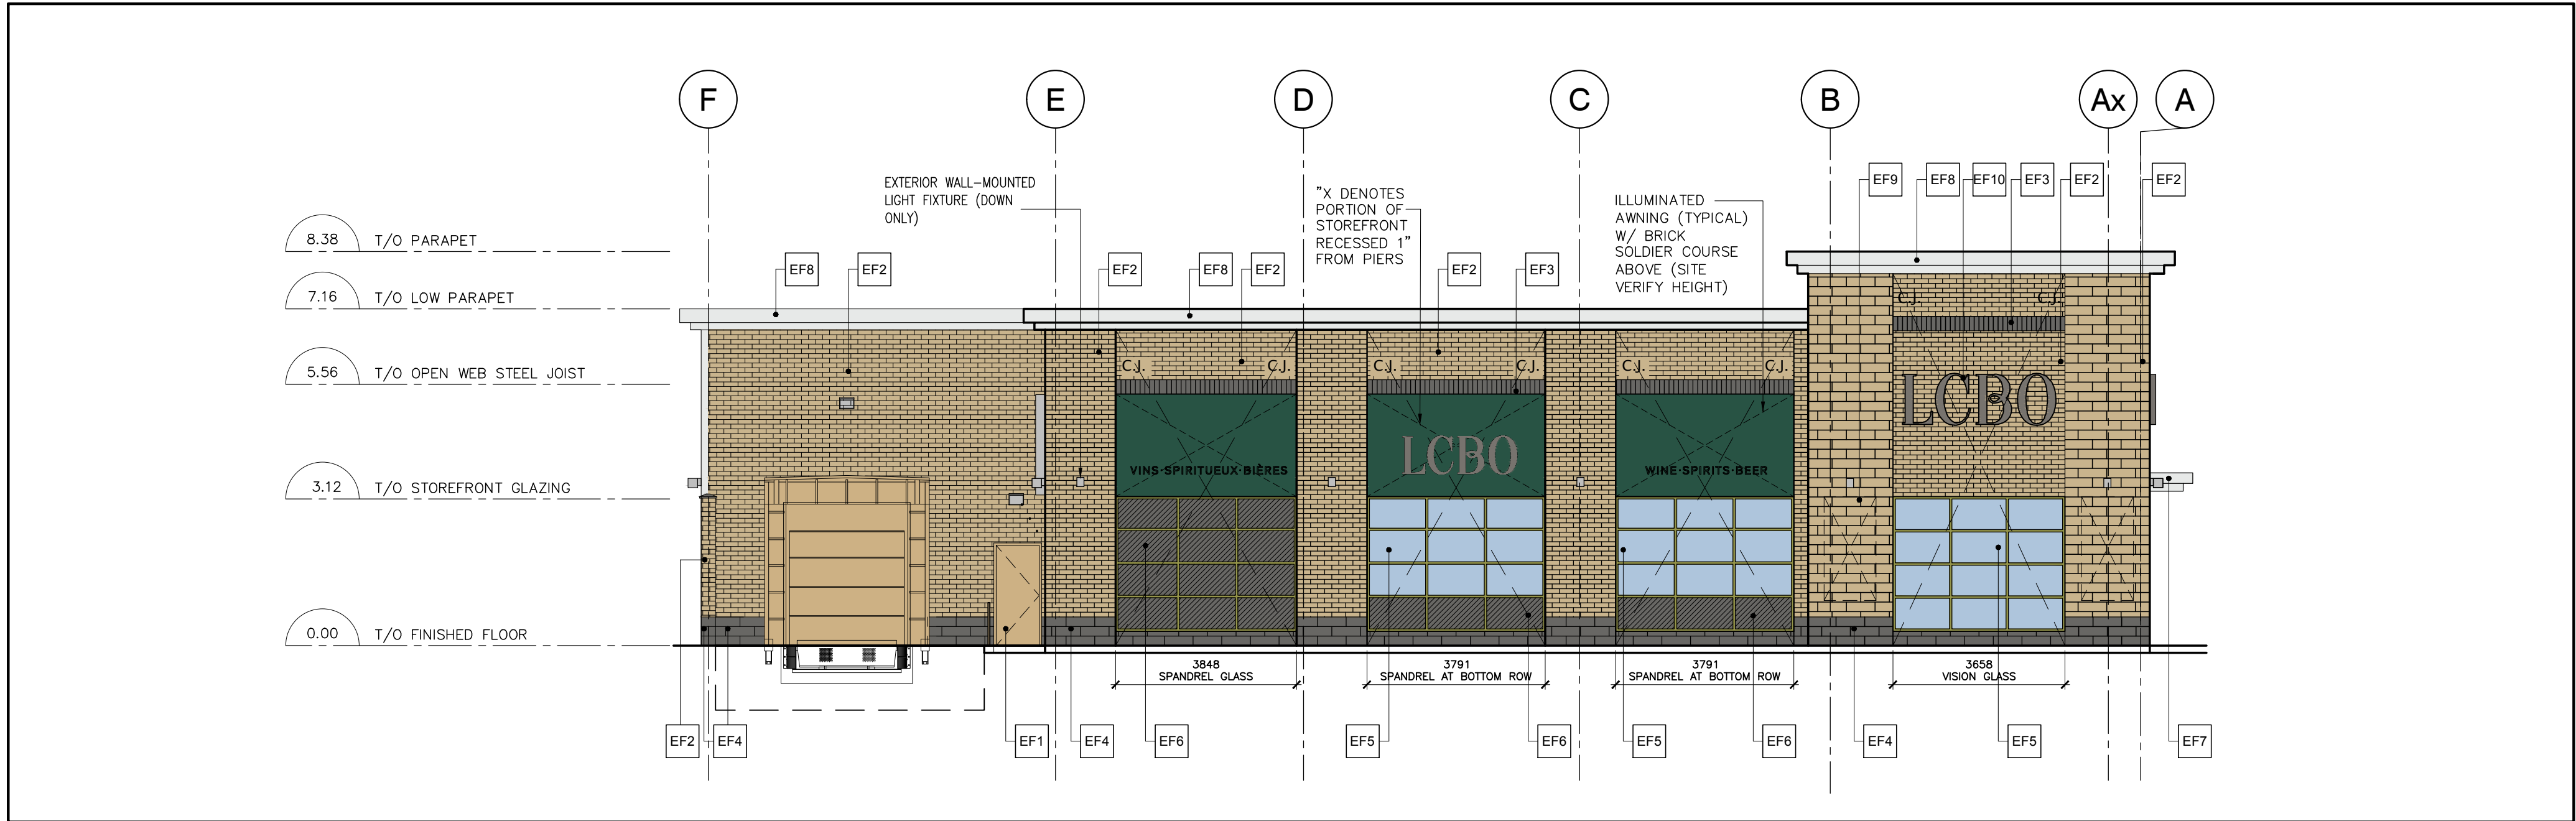 F
E
D
C
B
Ax
A
EXTERIOR WALL-MOUNTED
LIGHT FIXTURE (DOWN
ONLY)
"X DENOTES
PORTION OF
STOREFRONT
RECESSED 1"
FROM PIERS
ILLUMINATED
AWNING (TYPICAL)
W/ BRICK
SOLDIER COURSE
ABOVE (SITE
VERIFY HEIGHT)
EF9
EF8
EF10
EF3
EF2
EF2
8.38 T/O PARAPET
7.16 T/O LOW PARAPET
5.56 T/O OPEN WEB STEEL JOIST
3.12 T/O STOREFRONT GLAZING
0.00 T/O FINISHED FLOOR
EF8
EF2
EF2
EF8
EF2
EF2
EF3
C.J.
C.J.
C.J.
C.J.
C.J.
C.J.
C.J.
C.J.
LCBO
VINS·SPIRITUEUX·BIÈRES
LCBO
WINE·SPIRITS·BEER
3848
SPANDREL GLASS
3791
SPANDREL AT BOTTOM ROW
3791
SPANDREL AT BOTTOM ROW
3658
VISION GLASS
EF2
EF4
EF1
EF4
EF6
EF5
EF6
EF5
EF6
EF4
EF5
EF7